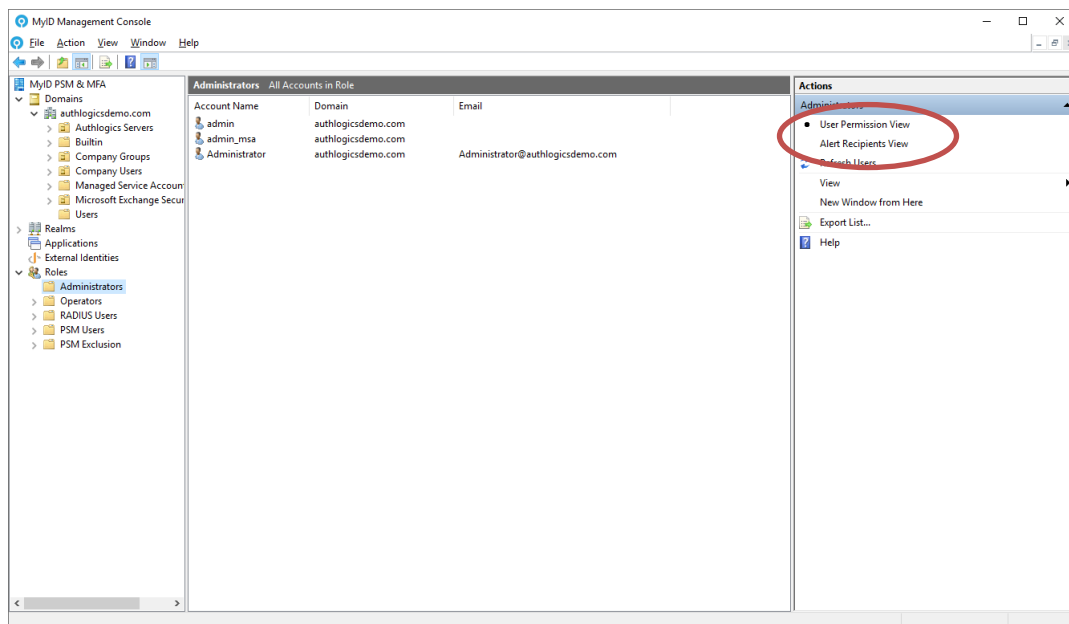 MyID Management Console
File Action View Window Help
MyID PSM & MFA
Domains
authlogicsdemo.com
Authlogics Servers
Builtin
Company Groups
Company Users
Managed Service Accoun
Microsoft Exchange Secur
Users
Realms
Applications
External Identities
Roles
Administrators
Operators
RADIUS Users
PSM Users
PSM Exclusion
Administrators All Accounts in Role
Account Name Domain Email
admin authlogicsdemo.com
admin_msa authlogicsdemo.com
Administrator authlogicsdemo.com Administrator@authlogicsdemo.com
Actions
Administrators
User Permission View
Alert Recipients View
Refresh Users
View
New Window from Here
Export List...
Help